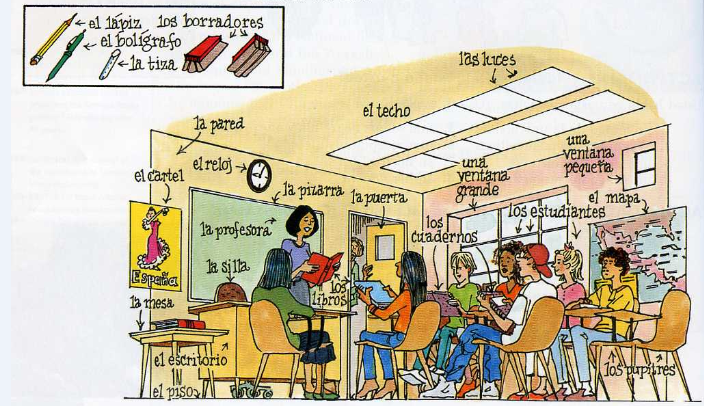 el lápiz
los borradores
el bolígrafo
la tiza
las luces
el techo
la pared
una
ventana
pequeña
el reloj
una
ventana
grande
el cartel
la pizarra
la puerta
el mapa
los estudiantes
los
cuadernos
la profesora
la silla
España
los
libros
la mesa
el escritorio
los pupitres
el piso